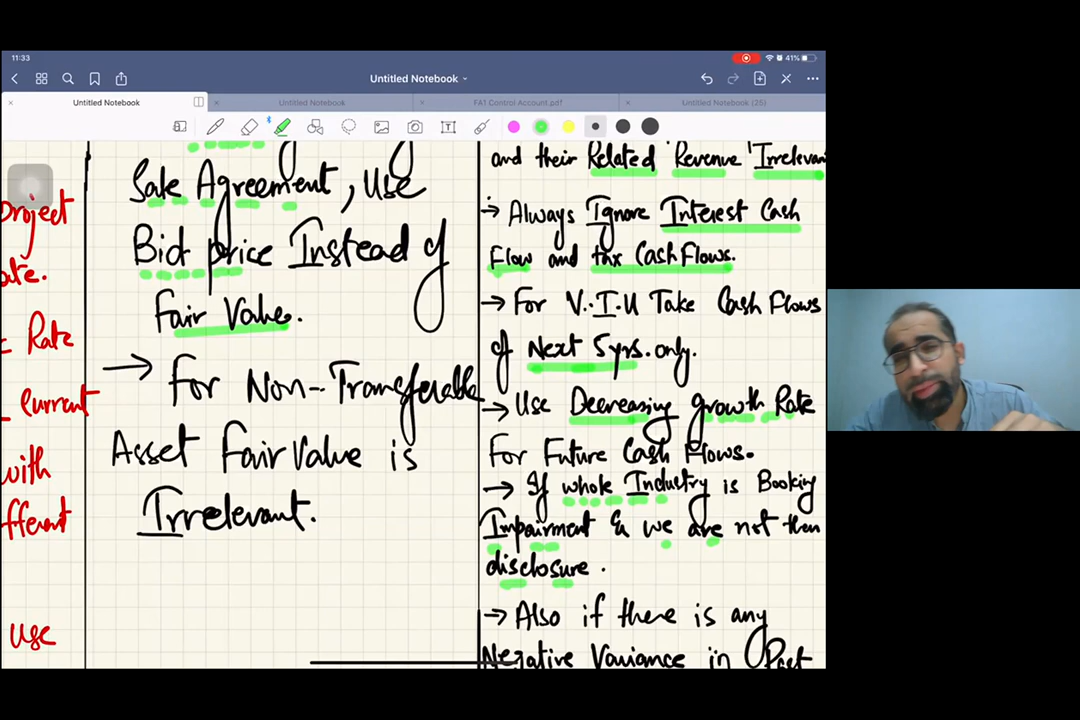 11:33
41%
Untitled Notebook
Untitled Notebook
Untitled Notebook
FA1 Control Account.pdf
Untitled Notebook (25)
project
Rate
Current
with
fferent
use
Sale Agreement, Use
Bid price Instead of
Fair Value.
→ For Non-Transferable
Asset Fair Value is
Irrelevant.
and their Related Revenue Irrelevan
→ Always Ignore Interest Cash
Flow and tax Cash Flows.
→ For V.I.U Take Cash Flows
of Next 5yrs. only.
→ Use Decreasing growth Rate
For Future Cash Flows.
→ If whole Industry is Booking
Impairment & we are not then
disclosure.
→ Also if there is any
Negative Variance in Past